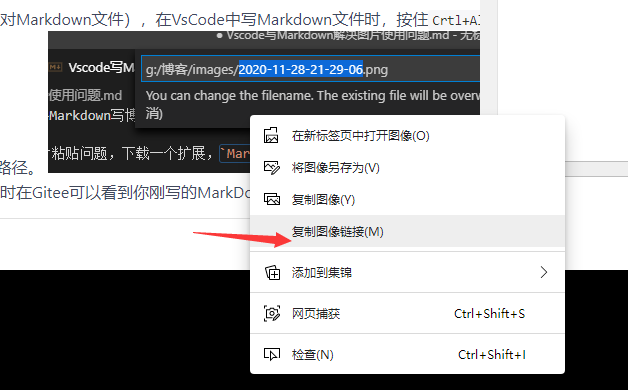 对Markdown文件），在VsCode中写Markdown文件时，按住 Crtl+Al
● Vscode与Markdown解决图片使用问题.md - 无标
Vscode写M
g:/博客/images/2020-11-28-21-29-06.png
使用问题.md
You can change the filename. The existing file will be overw
Markdown写博
消)
粘贴问题，下载一个扩展，`Mar
路径。
时在Gitee可以看到你刚写的MarkDo
在新标签页中打开图像(O)
将图像另存为(V)
复制图像(Y)
复制图像链接(M)
添加到集锦
网页捕获 Ctrl+Shift+S
检查(N) Ctrl+Shift+I